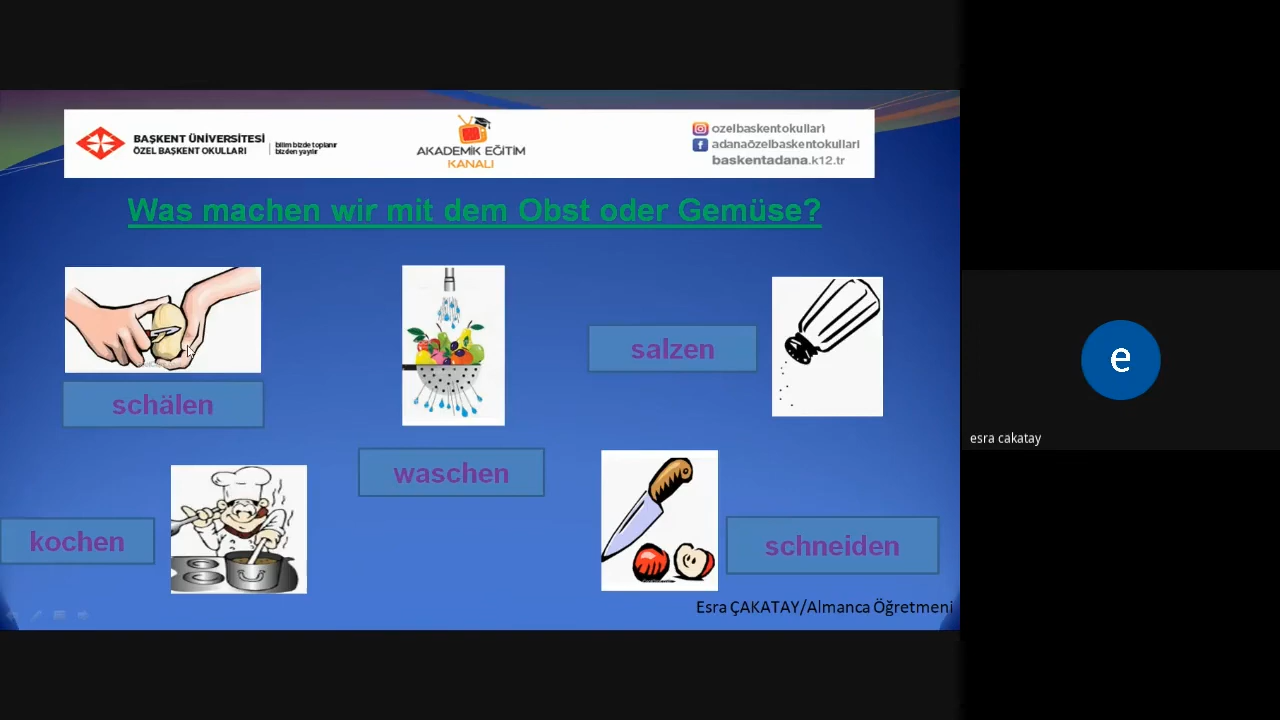 BAŞKENT ÜNİVERSİTESİ
ÖZEL BAŞKENT OKULLARI
bilim bizde toplanır
bizden yayılır
AKADEMİK EĞİTİM
KANALI
ozelbaskentokullari
adanaözelbaskentokullari
baskentadana.k12.tr
Was machen wir mit dem Obst oder Gemüse?
schälen
waschen
salzen
kochen
schneiden
Esra ÇAKATAY/Almanca Öğretmeni
e
esra cakatay